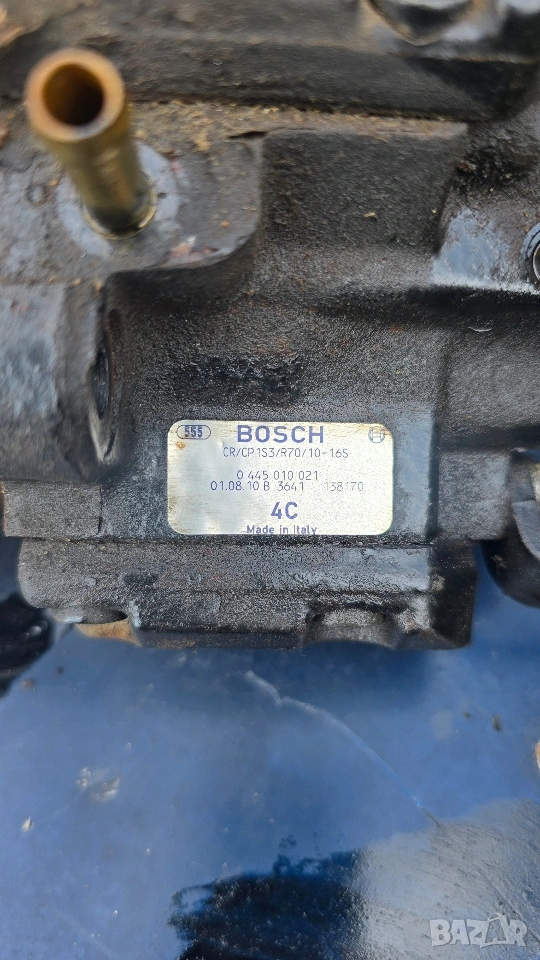 555 BOSCH
CR/CP1S3/R70/10-16S
0 445 010 021
01.08.10 B 3641 138170
4C
Made in Italy
BAZAR